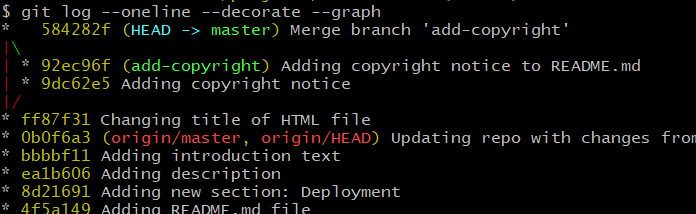 $ git log --oneline --decorate --graph
*   584282f (HEAD -> master) Merge branch 'add-copyright'
|\
| * 92ec96f (add-copyright) Adding copyright notice to README.md
| * 9dc62e5 Adding copyright notice
|/
* ff87f31 Changing title of HTML file
* 0b0f6a3 (origin/master, origin/HEAD) Updating repo with changes from
* bbbbf11 Adding introduction text
* ea1b606 Adding description
* 8d21691 Adding new section: Deployment
* 4f5a149 Adding README.md file